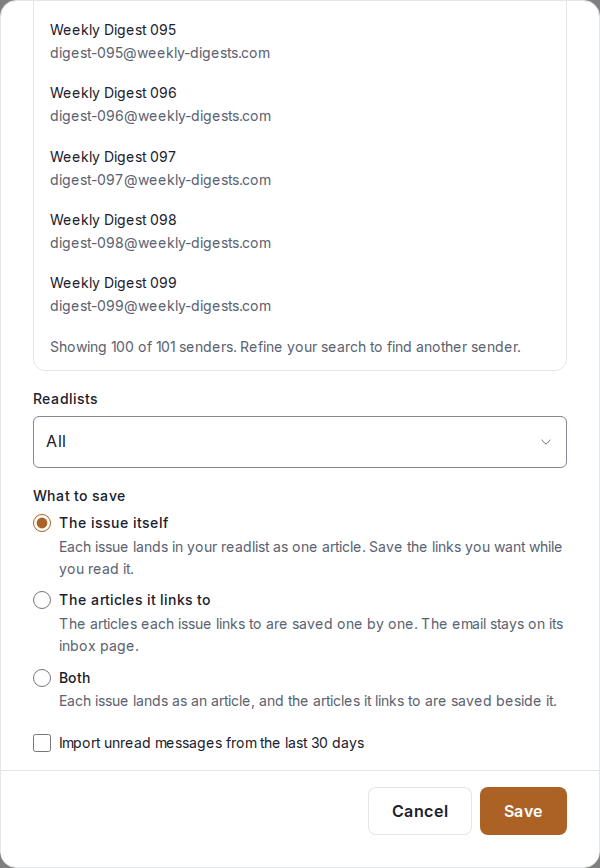 Weekly Digest 095
digest-095@weekly-digests.com
Weekly Digest 096
digest-096@weekly-digests.com
Weekly Digest 097
digest-097@weekly-digests.com
Weekly Digest 098
digest-098@weekly-digests.com
Weekly Digest 099
digest-099@weekly-digests.com
Showing 100 of 101 senders. Refine your search to find another sender.
Readlists
All
What to save
The issue itself
Each issue lands in your readlist as one article. Save the links you want while
you read it.
The articles it links to
The articles each issue links to are saved one by one. The email stays on its
inbox page.
Both
Each issue lands as an article, and the articles it links to are saved beside it.
Import unread messages from the last 30 days
Cancel
Save